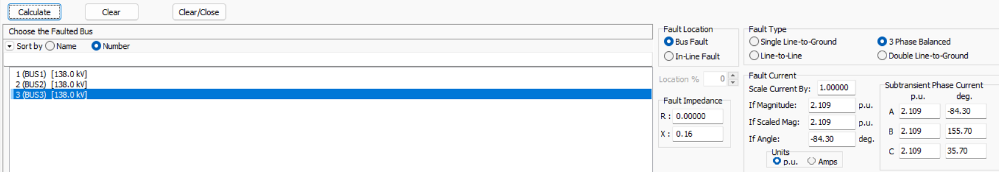 Calculate Clear Clear/Close
Choose the Faulted Bus
Sort by Name Number
1 (BUS1) [138.0 kV]
2 (BUS2) [138.0 kV]
3 (BUS3) [138.0 kV]
Fault Location
Bus Fault
In-Line Fault
Location % 0
Fault Impedance
R : 0.00000
X : 0.16
Fault Type
Single Line-to-Ground 3 Phase Balanced
Line-to-Line Double Line-to-Ground
Fault Current
Scale Current By: 1.00000
If Magnitude: 2.109 p.u.
If Scaled Mag: 2.109 p.u.
If Angle: -84.30 deg.
Units
p.u. Amps
Subtransient Phase Current
p.u. deg.
A 2.109 -84.30
B 2.109 155.70
C 2.109 35.70